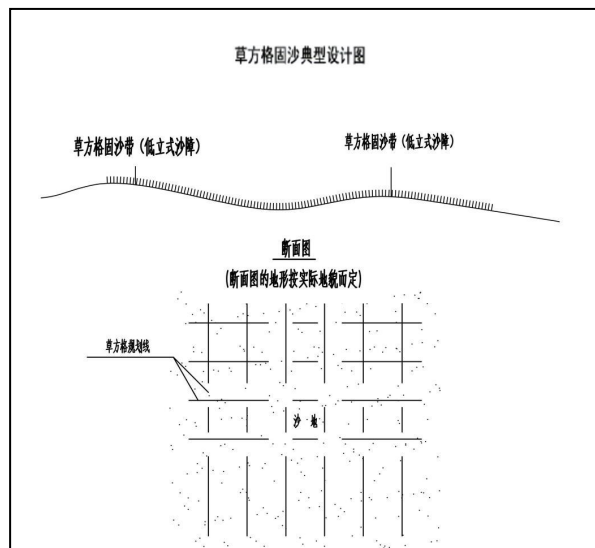 草方格固沙典型设计图
草方格固沙带（低立式沙障）
草方格固沙带（低立式沙障）
断面图
(断面图的地形按实际地貌而定)
草方格规划线
沙 地